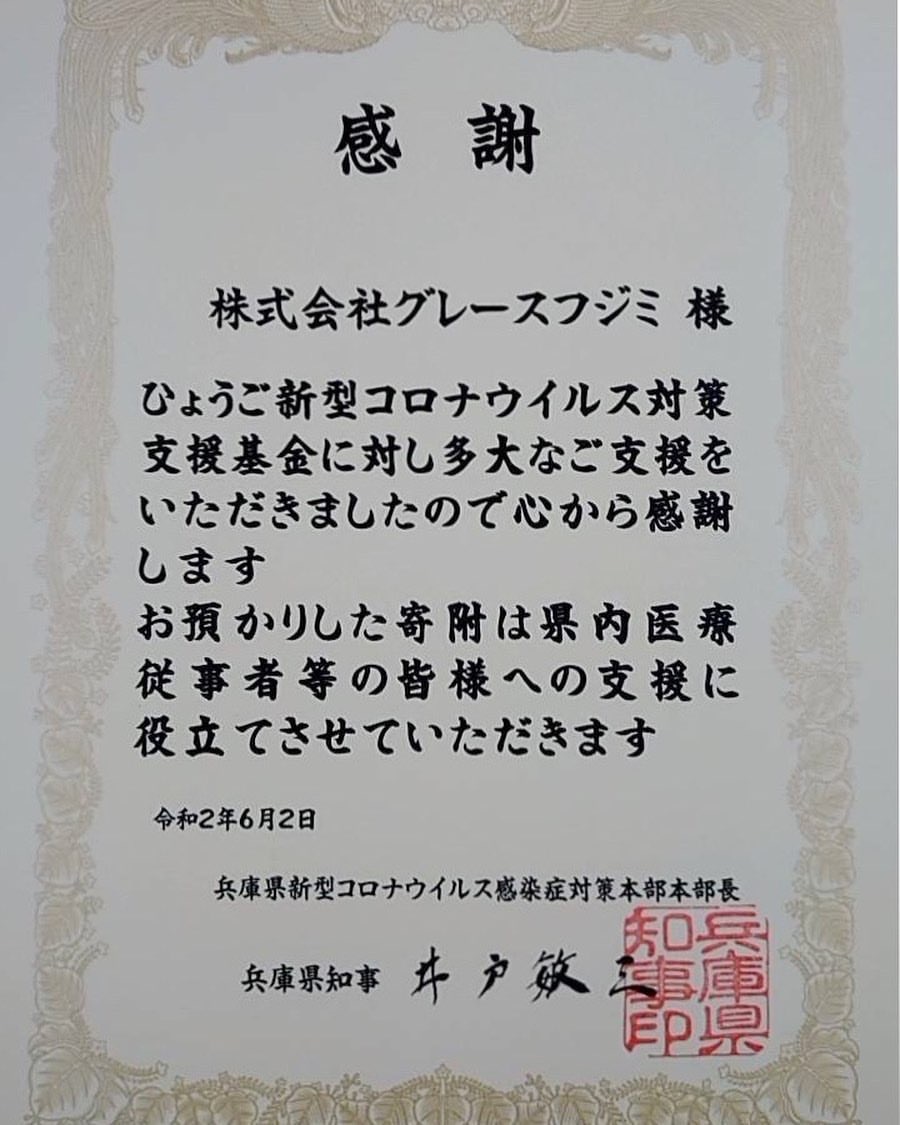 感 謝
株式会社グレースフジミ 様
ひょうご新型コロナウイルス対策
支援基金に対し多大なご支援を
いただきましたので心から感謝
します
お預かりした寄附は県内医療
従事者等の皆様への支援に
役立てさせていただきます
令和2年6月2日
兵庫県新型コロナウイルス感染症対策本部本部長
兵庫県知事 井戸敏三
兵庫県
知事印